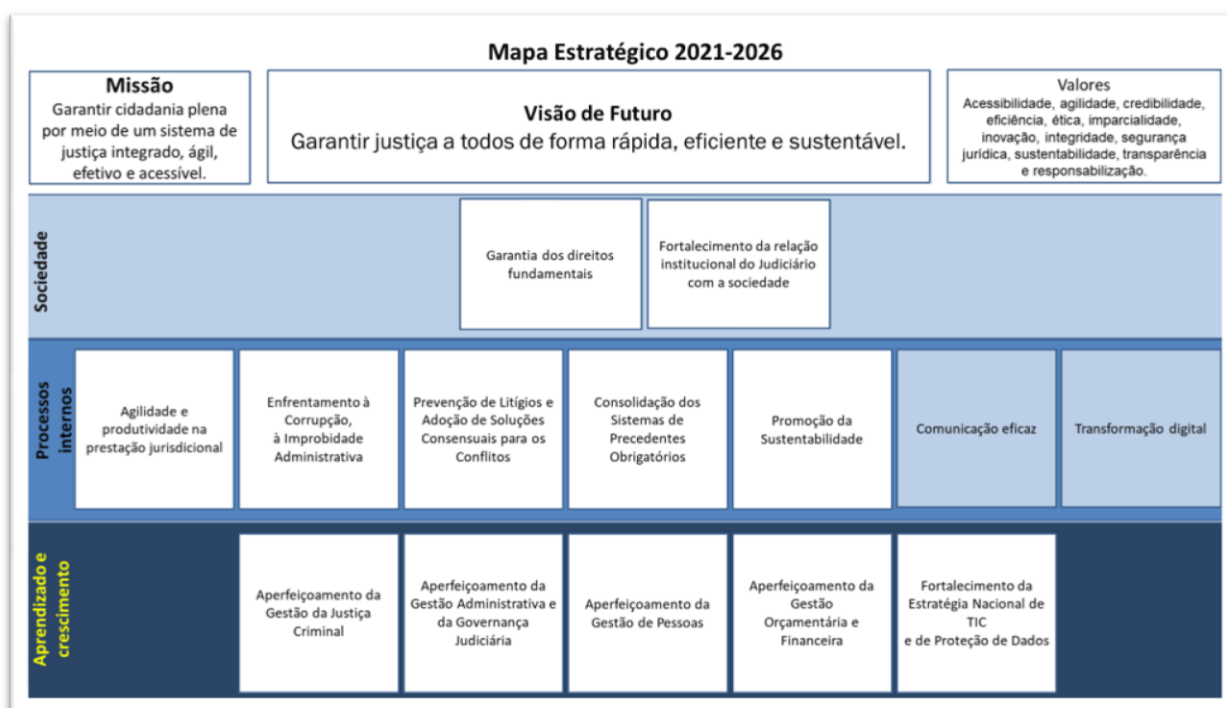 Mapa Estratégico 2021-2026
Missão
Garantir cidadania plena
por meio de um sistema de
justiça integrado, ágil,
efetivo e acessível.
Visão de Futuro
Garantir justiça a todos de forma rápida, eficiente e sustentável.
Valores
Acessibilidade, agilidade, credibilidade,
eficiência, ética, imparcialidade,
inovação, integridade, segurança
jurídica, sustentabilidade, transparência
e responsabilização.
Sociedade
Garantia dos direitos
fundamentais
Fortalecimento da relação
institucional do Judiciário
com a sociedade
Processos
internos
Agilidade e
produtividade na
prestação jurisdicional
Enfrentamento à
Corrupção,
à Improbidade
Administrativa
Prevenção de Litígios e
Adoção de Soluções
Consensuais para os
Conflitos
Consolidação dos
Sistemas de
Precedentes
Obrigatórios
Promoção da
Sustentabilidade
Comunicação eficaz
Transformação digital
Aprendizado e
crescimento
Aperfeiçoamento da
Gestão da Justiça
Criminal
Aperfeiçoamento da
Gestão Administrativa e
da Governança
Judiciária
Aperfeiçoamento da
Gestão de Pessoas
Aperfeiçoamento da
Gestão
Orçamentária e
Financeira
Fortalecimento da
Estratégia Nacional de
TIC
e de Proteção de Dados